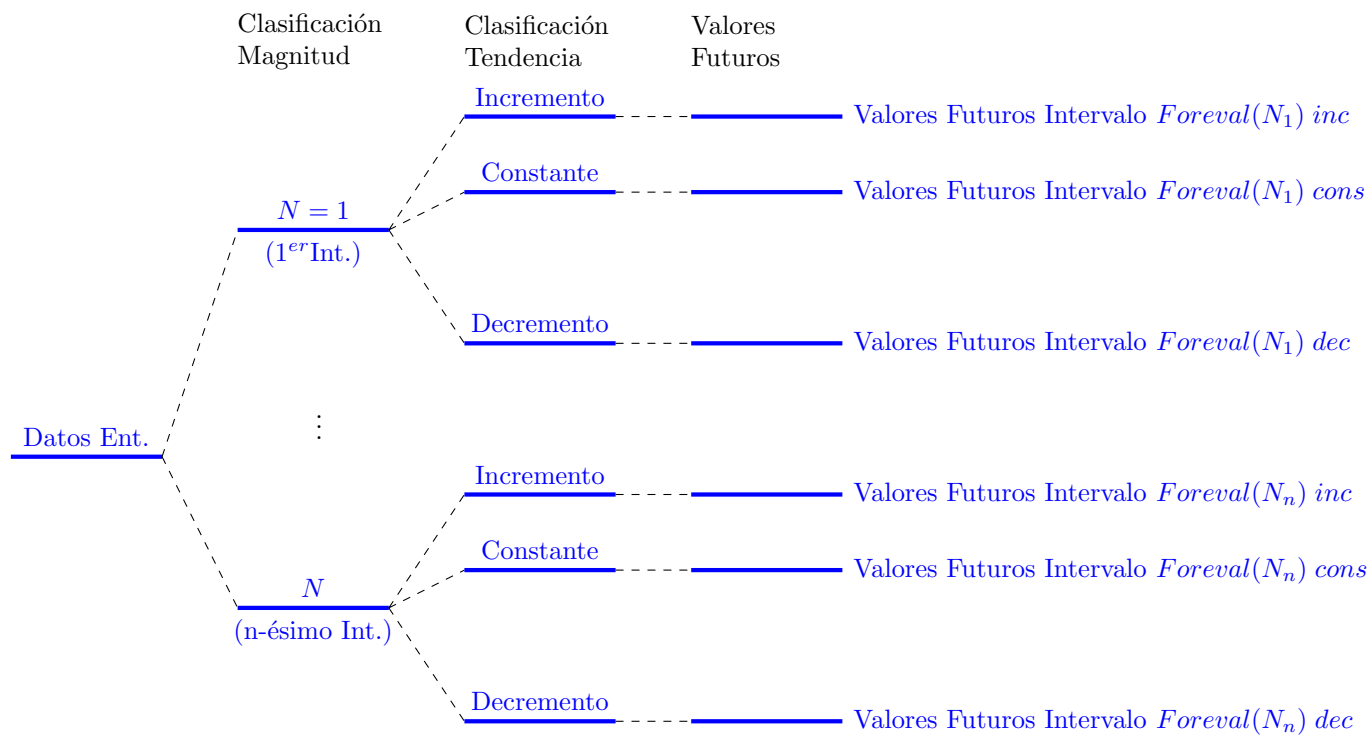 Clasificación
Magnitud
Clasificación
Tendencia
Valores
Futuros
Incremento
Valores Futuros Intervalo Foreval(N₁) inc
Constante
Valores Futuros Intervalo Foreval(N₁) cons
N = 1
(1ᵉʳInt.)
Decremento
Valores Futuros Intervalo Foreval(N₁) dec
⋮
Datos Ent.
Incremento
Valores Futuros Intervalo Foreval(Nₙ) inc
Constante
Valores Futuros Intervalo Foreval(Nₙ) cons
N
(n-ésimo Int.)
Decremento
Valores Futuros Intervalo Foreval(Nₙ) dec